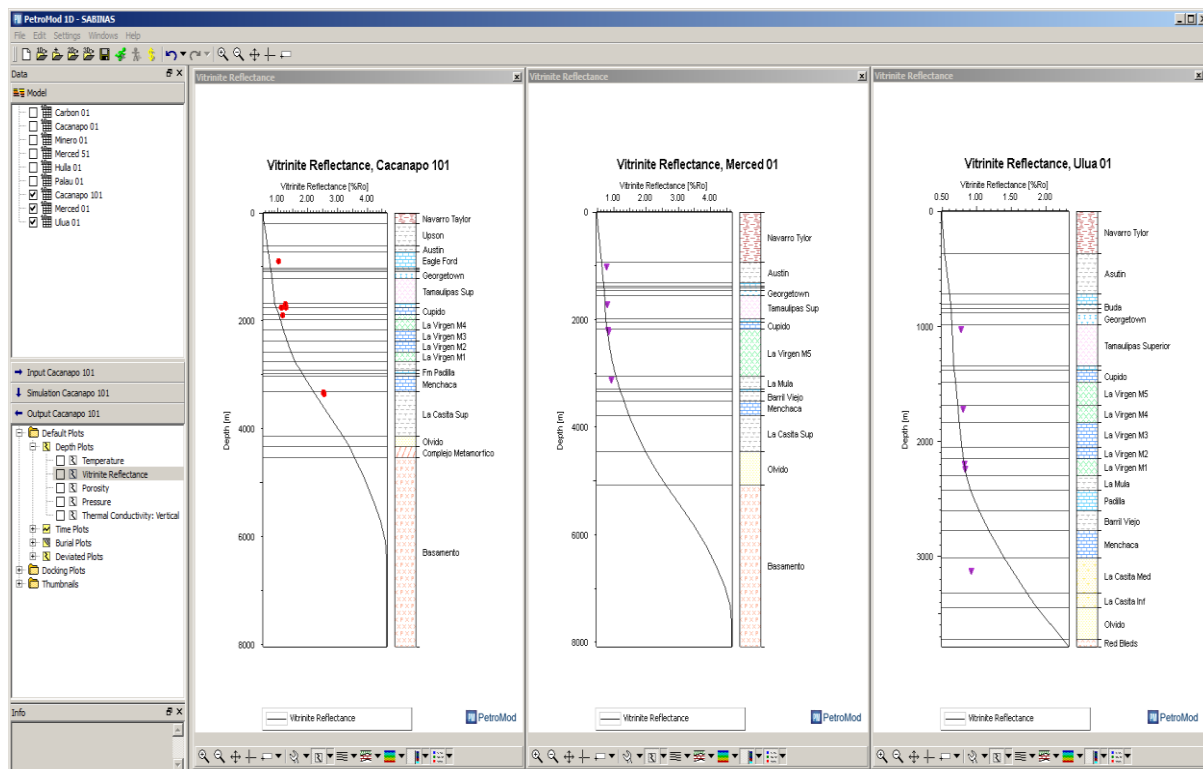 PetroMod 1D - SABINAS
File Edit Settings Windows Help
Data
Model
Carbon 01
Cacanapo 01
Minero 01
Merced 51
Hulla 01
Palau 01
Cacanapo 101
Merced 01
Ulua 01
Input Cacanapo 101
Simulation Cacanapo 101
Output Cacanapo 101
Default Plots
Depth Plots
Temperature
Vitrinite Reflectance
Porosity
Pressure
Thermal Conductivity: Vertical
Time Plots
Burial Plots
Deviated Plots
Docking Plots
Thumbnails
Info
Vitrinite Reflectance
Vitrinite Reflectance, Cacanapo 101
Vitrinite Reflectance [%Ro]
1.00 2.00 3.00 4.00
0
2000
4000
6000
8000
Depth [m]
Navarro Taylor
Upson
Austin
Eagle Ford
Georgetown
Tamaulipas Sup
Cupido
La Virgen M4
La Virgen M3
La Virgen M2
La Virgen M1
Fm Padilla
Menchaca
La Casita Sup
Olvido
Complejo Metamorfico
Basamento
Vitrinite Reflectance
PetroMod
Vitrinite Reflectance
Vitrinite Reflectance, Merced 01
Vitrinite Reflectance [%Ro]
1.00 2.00 3.00 4.00
0
2000
4000
6000
8000
Depth [m]
Navarro Tylor
Austin
Georgetown
Tamaulipas Sup
Cupido
La Virgen M5
La Mula
Barril Viejo
Menchaca
La Casita Sup
Olvido
Basamento
Vitrinite Reflectance
PetroMod
Vitrinite Reflectance
Vitrinite Reflectance, Ulua 01
Vitrinite Reflectance [%Ro]
0.50 1.00 2.00
0
1000
2000
3000
Depth [m]
Navarro Tylor
Asutin
Buda
Georgetown
Tamaulipas Superior
Cupido
La Virgen M5
La Virgen M4
La Virgen M3
La Virgen M2
La Virgen M1
La Mula
Padilla
Barril Viejo
Menchaca
La Casita Med
La Casita Inf
Olvido
Red Bleds
Vitrinite Reflectance
PetroMod